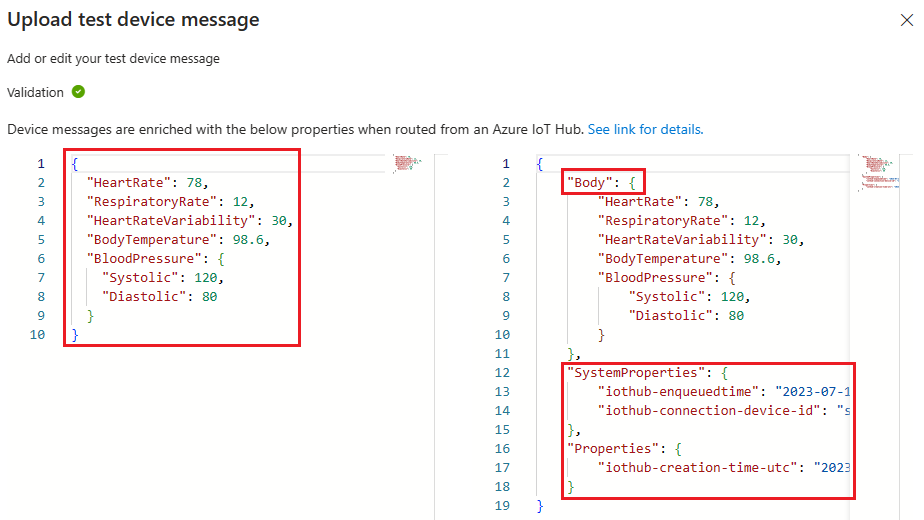 Upload test device message
Add or edit your test device message
Validation
Device messages are enriched with the below properties when routed from an Azure IoT Hub. See link for details.
1 {
2 "HeartRate": 78,
3 "RespiratoryRate": 12,
4 "HeartRateVariability": 30,
5 "BodyTemperature": 98.6,
6 "BloodPressure": {
7 "Systolic": 120,
8 "Diastolic": 80
9 }
10 }
1 {
2 "Body": {
3 "HeartRate": 78,
4 "RespiratoryRate": 12,
5 "HeartRateVariability": 30,
6 "BodyTemperature": 98.6,
7 "BloodPressure": {
8 "Systolic": 120,
9 "Diastolic": 80
10 }
11 },
12 "SystemProperties": {
13 "iothub-enqueuedtime": "2023-07-1
14 "iothub-connection-device-id": "s
15 },
16 "Properties": {
17 "iothub-creation-time-utc": "2023
18 }
19 }